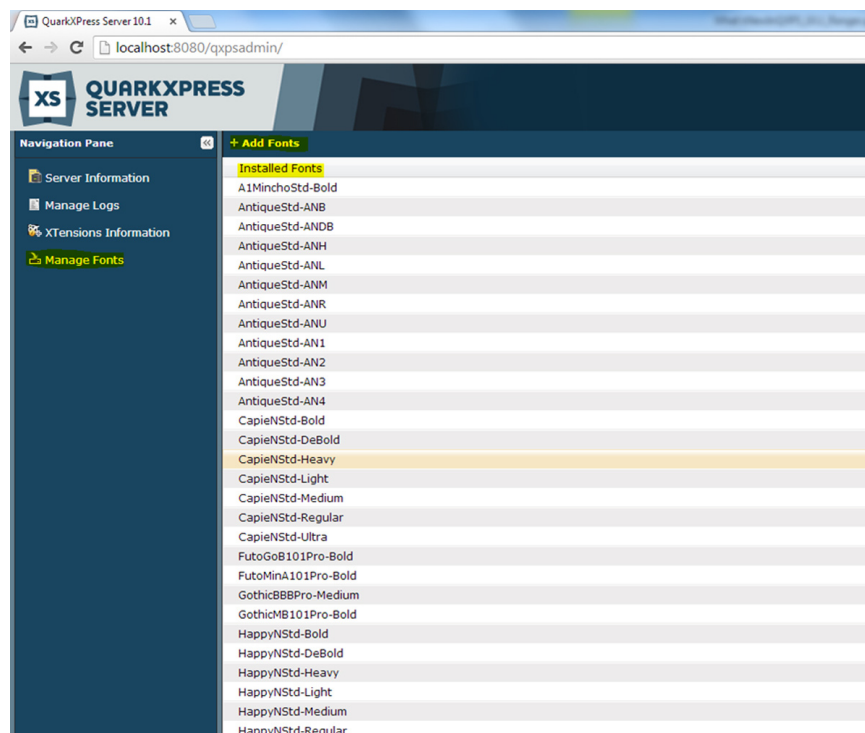 QuarkXPress Server 10.1
localhost:8080/qxpsadmin/
XS
QUARKXPRESS
SERVER
Navigation Pane
+ Add Fonts
Server Information
Manage Logs
XTensions Information
Manage Fonts
Installed Fonts
A1MinchoStd-Bold
AntiqueStd-ANB
AntiqueStd-ANDB
AntiqueStd-ANH
AntiqueStd-ANL
AntiqueStd-ANM
AntiqueStd-ANR
AntiqueStd-ANU
AntiqueStd-AN1
AntiqueStd-AN2
AntiqueStd-AN3
AntiqueStd-AN4
CapieNStd-Bold
CapieNStd-DeBold
CapieNStd-Heavy
CapieNStd-Light
CapieNStd-Medium
CapieNStd-Regular
CapieNStd-Ultra
FutoGoB101Pro-Bold
FutoMinA101Pro-Bold
GothicBBBPro-Medium
GothicMB101Pro-Bold
HappyNStd-Bold
HappyNStd-DeBold
HappyNStd-Heavy
HappyNStd-Light
HappyNStd-Medium
HappyNStd-Regular